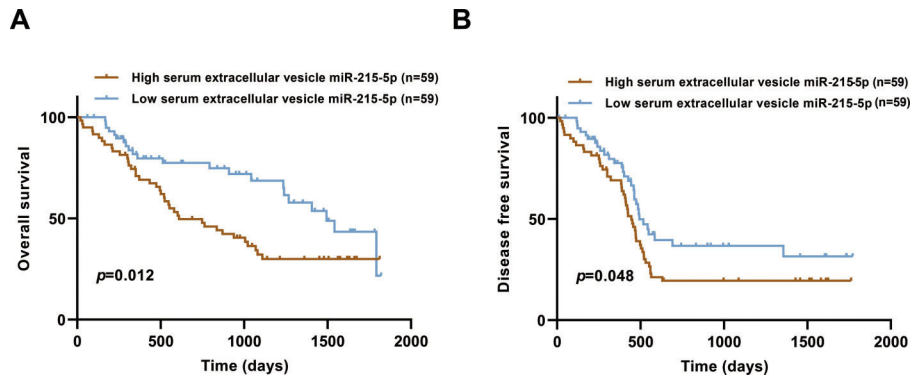 A
High serum extracellular vesicle miR-215-5p (n=59)
Low serum extracellular vesicle miR-215-5p (n=59)
Overall survival
100
50
0
p=0.012
0 500 1000 1500 2000
Time (days)
B
High serum extracellular vesicle miR-215-5p (n=59)
Low serum extracellular vesicle miR-215-5p (n=59)
Disease free survival
100
50
0
p=0.048
0 500 1000 1500 2000
Time (days)